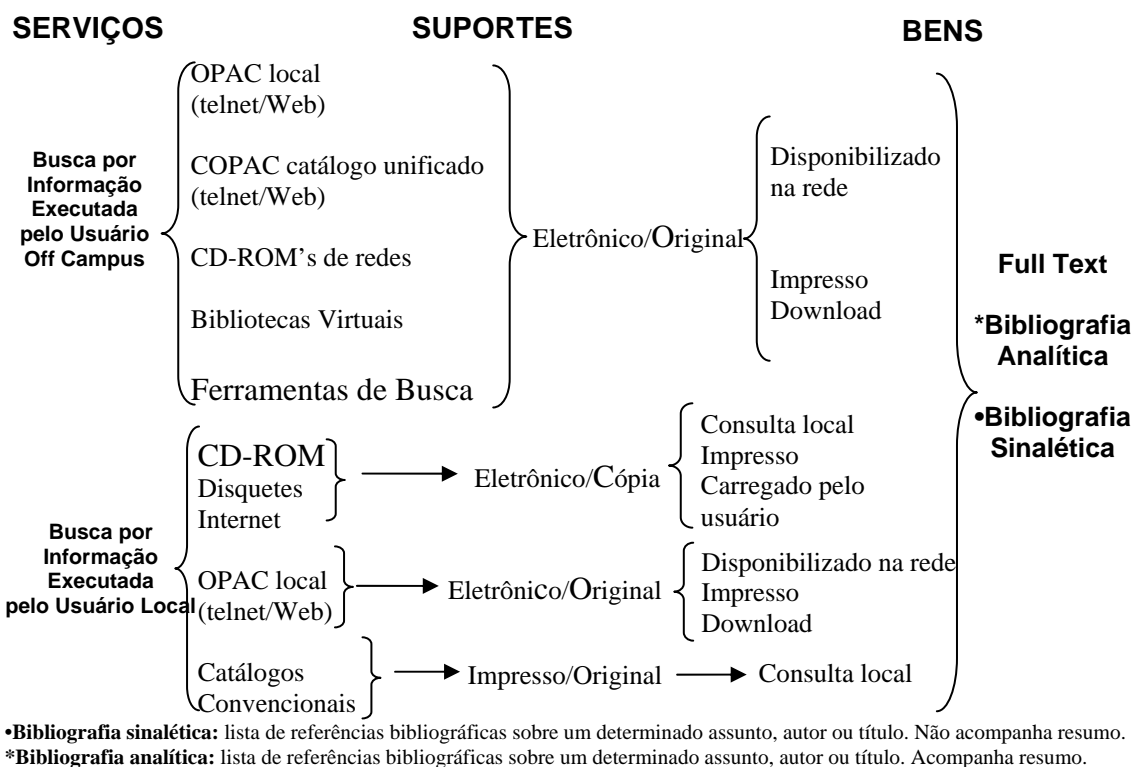 SERVIÇOS
SUPORTES
BENS
Busca por
Informação
Executada
pelo Usuário
Off Campus
OPAC local
(telnet/Web)
COPAC catálogo unificado
(telnet/Web)
CD-ROM's de redes
Bibliotecas Virtuais
Ferramentas de Busca
Eletrônico/Original
Disponibilizado
na rede
Impresso
Download
Busca por
Informação
Executada
pelo Usuário Local
CD-ROM
Disquetes
Internet
Eletrônico/Cópia
Consulta local
Impresso
Carregado pelo
usuário
OPAC local
(telnet/Web)
Eletrônico/Original
Disponibilizado na rede
Impresso
Download
Catálogos
Convencionais
Impresso/Original
Consulta local
Full Text
*Bibliografia
Analítica
•Bibliografia
Sinalética
•Bibliografia sinalética: lista de referências bibliográficas sobre um determinado assunto, autor ou título. Não acompanha resumo.
*Bibliografia analítica: lista de referências bibliográficas sobre um determinado assunto, autor ou título. Acompanha resumo.